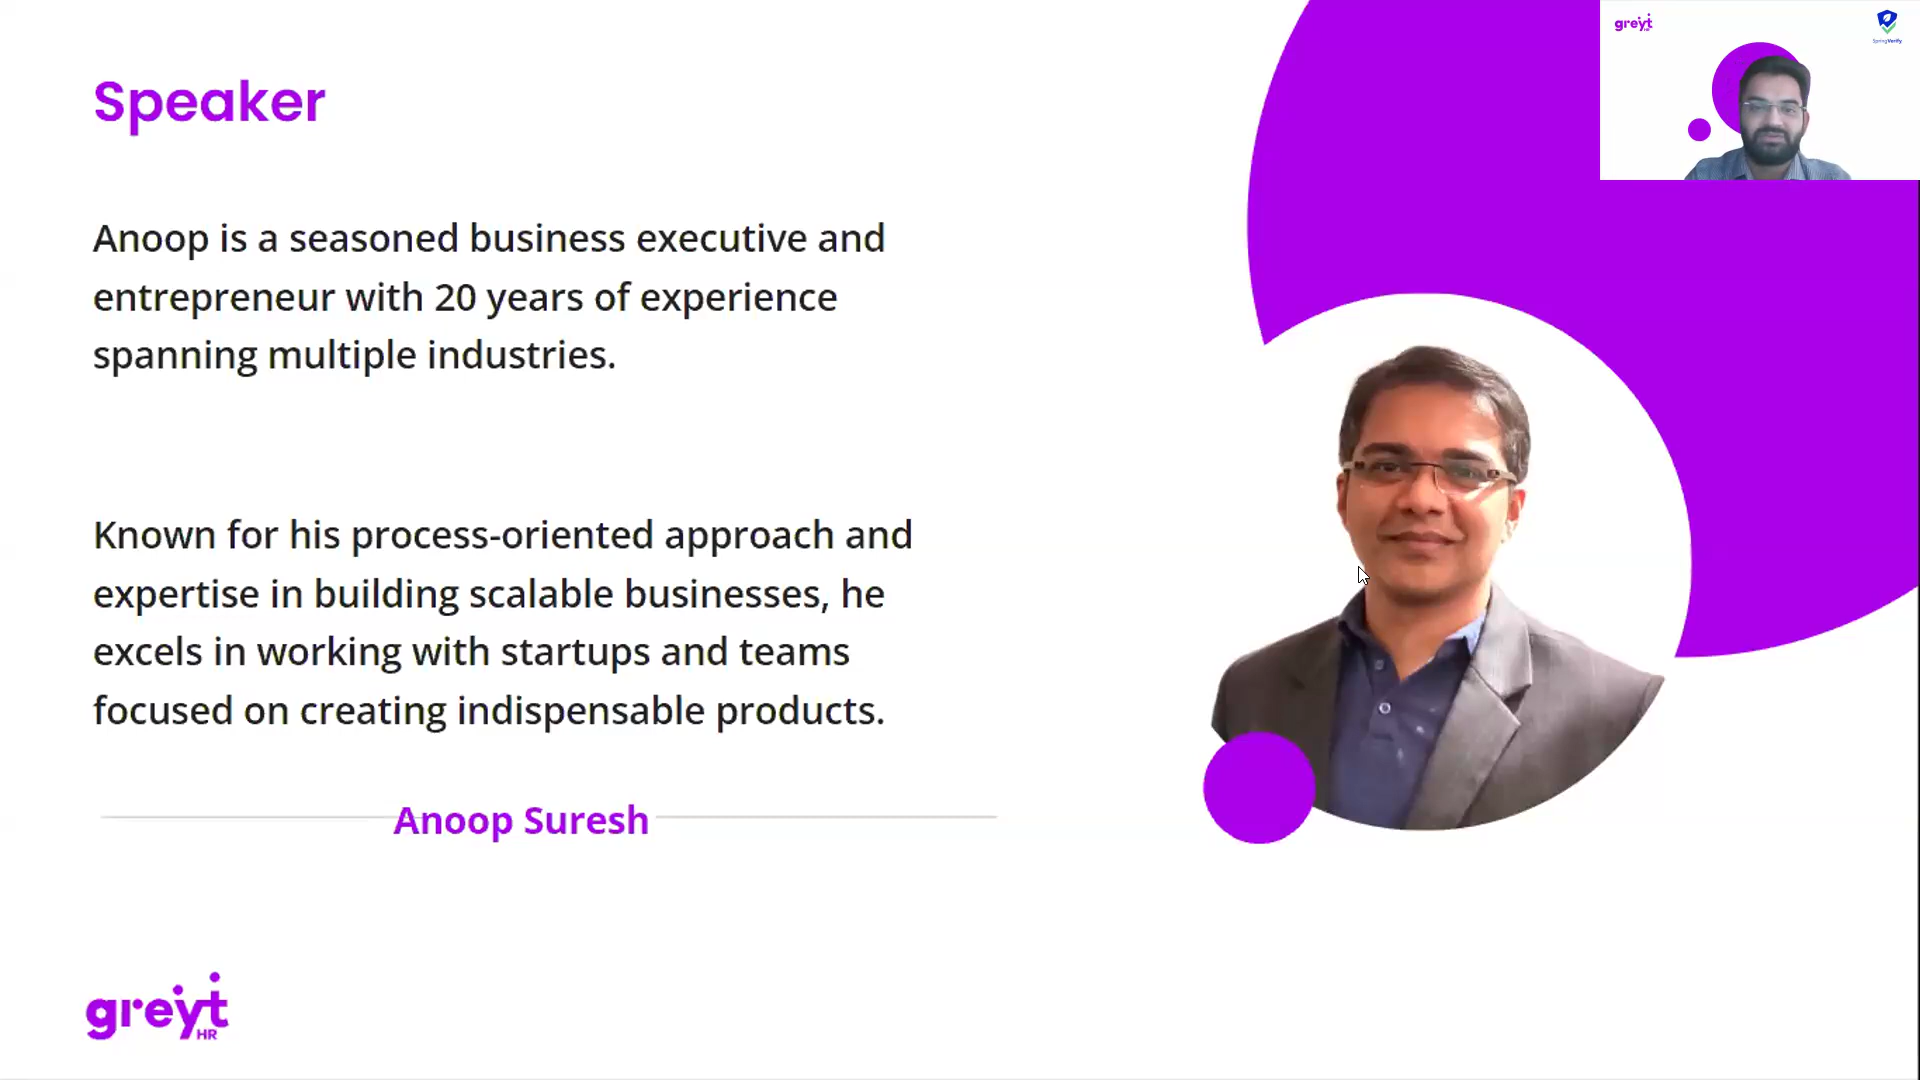 Speaker
greyt
HR
SpringVerify
Anoop is a seasoned business executive and
entrepreneur with 20 years of experience
spanning multiple industries.
Known for his process-oriented approach and
expertise in building scalable businesses, he
excels in working with startups and teams
focused on creating indispensable products.
Anoop Suresh
greyt
HR